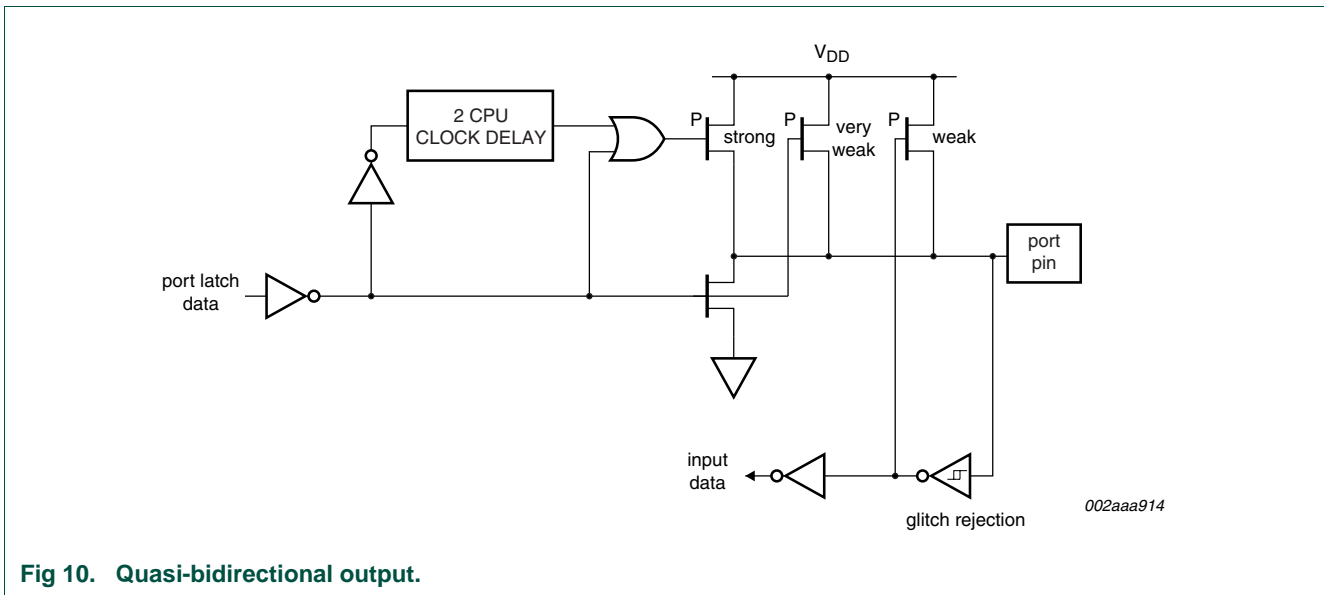 VDD
2 CPU
CLOCK DELAY
P
strong
P
very
weak
P
weak
port
pin
port latch
data
input
data
glitch rejection
002aaa914
Fig 10. Quasi-bidirectional output.